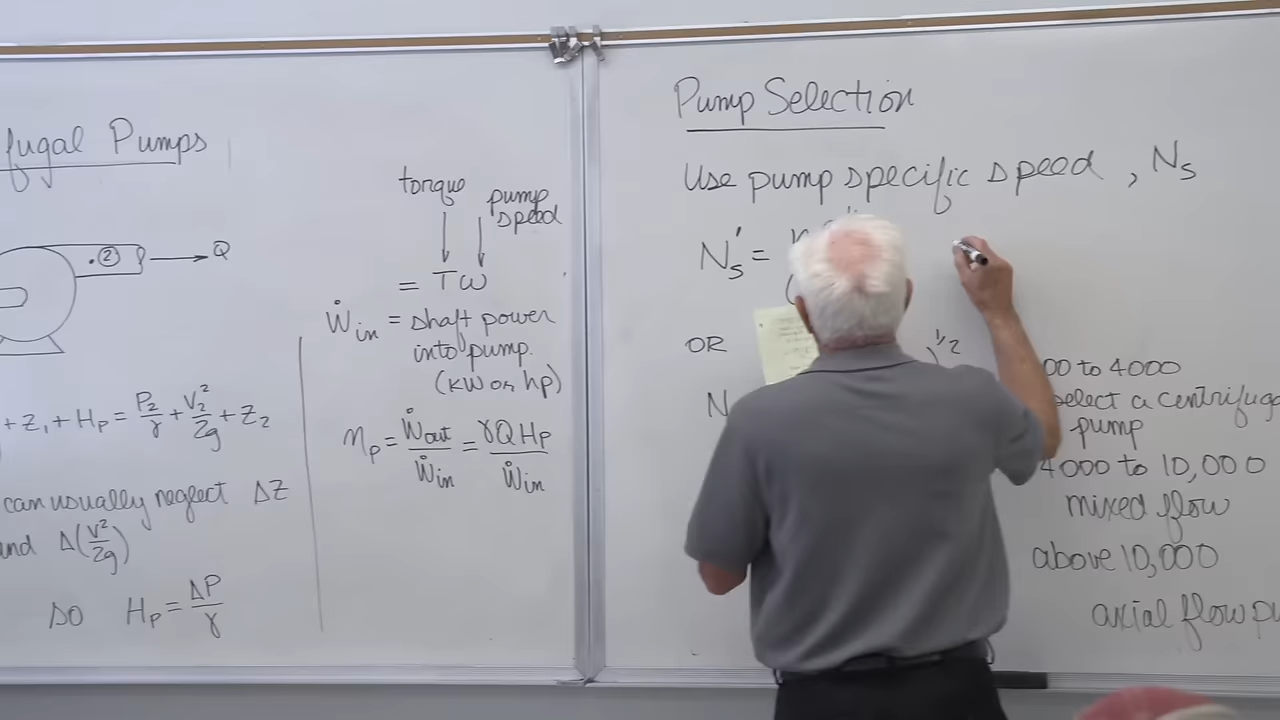 fugal Pumps
② Q
+ Z₁ + Hp = P₂/γ + V₂²/2g + Z₂
can usually neglect ΔZ
and Δ(V²/2g)
so Hp = ΔP/γ
torque
pump
speed
= Tω
Ẇin = shaft power
into pump.
(kW or hp)
ηp = Ẇout/Ẇin = γQHp/Ẇin
Pump Selection
Use pump specific speed, Ns
Ns' =
OR
)^1/2
N
00 to 4000
select a centrifuga
pump
4000 to 10,000
mixed flow
above 10,000
axial flow pu